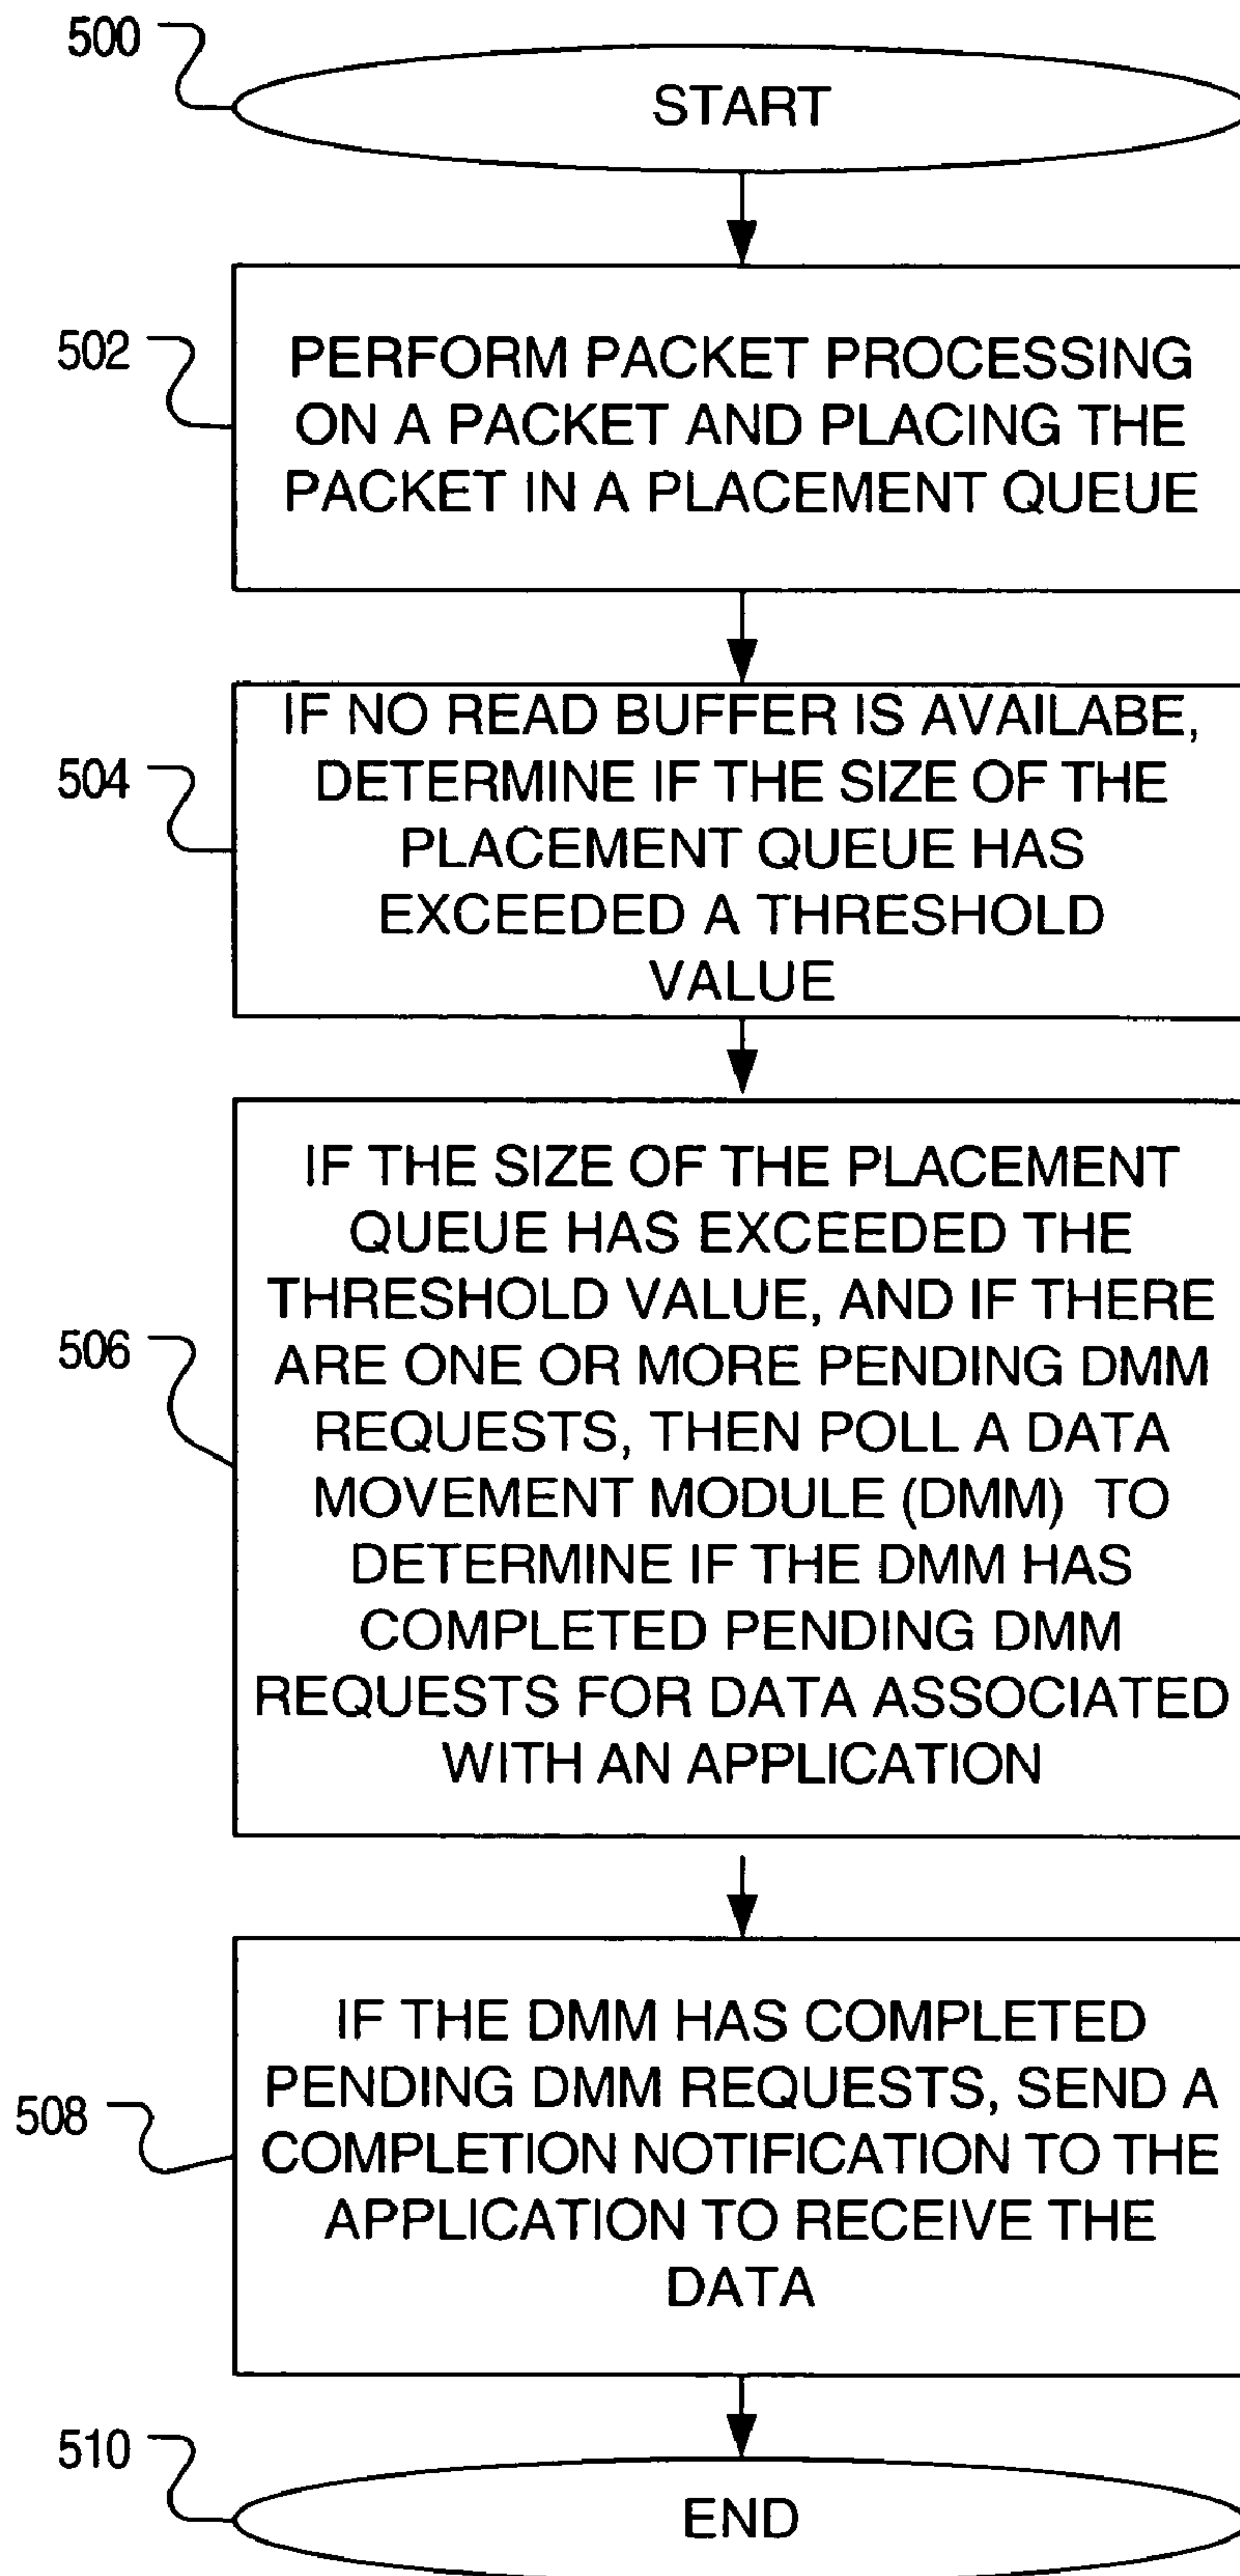 500
START
502
PERFORM PACKET PROCESSING
ON A PACKET AND PLACING THE
PACKET IN A PLACEMENT QUEUE
504
IF NO READ BUFFER IS AVAILABE,
DETERMINE IF THE SIZE OF THE
PLACEMENT QUEUE HAS
EXCEEDED A THRESHOLD
VALUE
506
IF THE SIZE OF THE PLACEMENT
QUEUE HAS EXCEEDED THE
THRESHOLD VALUE, AND IF THERE
ARE ONE OR MORE PENDING DMM
REQUESTS, THEN POLL A DATA
MOVEMENT MODULE (DMM) TO
DETERMINE IF THE DMM HAS
COMPLETED PENDING DMM
REQUESTS FOR DATA ASSOCIATED
WITH AN APPLICATION
508
IF THE DMM HAS COMPLETED
PENDING DMM REQUESTS, SEND A
COMPLETION NOTIFICATION TO THE
APPLICATION TO RECEIVE THE
DATA
510
END